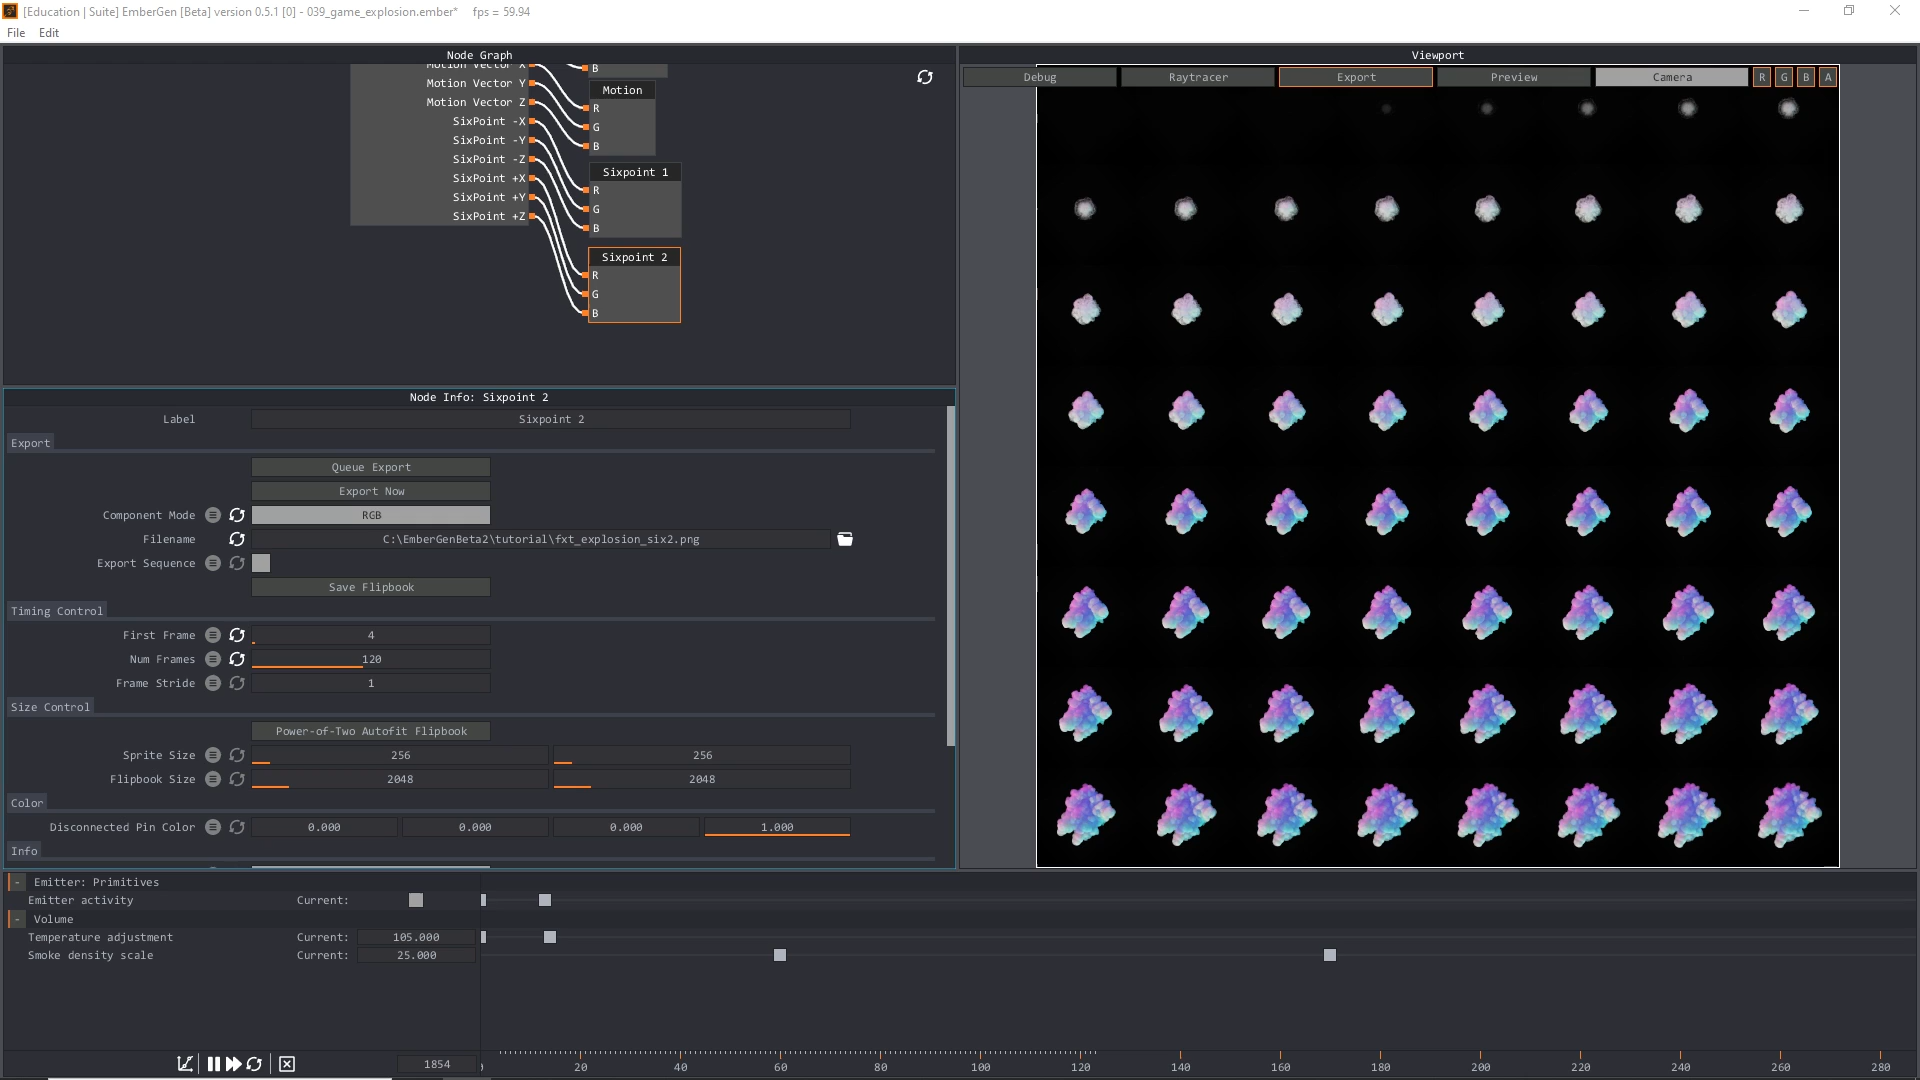 [Education | Suite] EmberGen [Beta] version 0.5.1 [0] - 039_game_explosion.ember* fps = 59.94
File Edit
Node Graph
Motion Vector X
B
Motion Vector Y
Motion Vector Z
SixPoint -X
SixPoint -Y
SixPoint -Z
SixPoint +X
SixPoint +Y
SixPoint +Z
Motion
R
G
B
Sixpoint 1
R
G
B
Sixpoint 2
R
G
B
Viewport
Debug Raytracer Export Preview Camera R G B A
Node Info: Sixpoint 2
Label Sixpoint 2
Export
Queue Export
Export Now
Component Mode RGB
Filename C:\EmberGenBeta2\tutorial\fxt_explosion_six2.png
Export Sequence
Save Flipbook
Timing Control
First Frame 4
Num Frames 120
Frame Stride 1
Size Control
Power-of-Two Autofit Flipbook
Sprite Size 256 256
Flipbook Size 2048 2048
Color
Disconnected Pin Color 0.000 0.000 0.000 1.000
Info
- Emitter: Primitives
Emitter activity Current:
- Volume
Temperature adjustment Current: 105.000
Smoke density scale Current: 25.000
1854
20 40 60 80 100 120 140 160 180 200 220 240 260 280